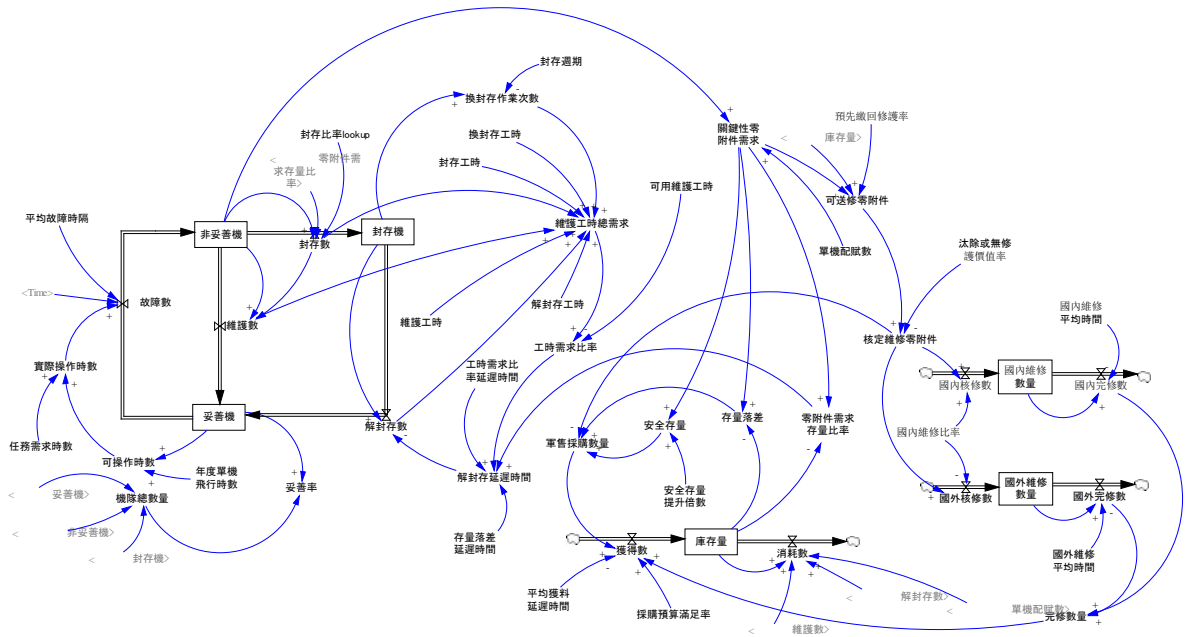 封存週期
換封存作業次數
封存比率lookup
換封存工時
關鍵性零
附件需求
預先繳回修護率
<
庫存量>
<
零附件需
求存量比
率>
封存工時
可用維護工時
可送修零附件
平均故障時隔
非妥善機
封存數
封存機
維護工時總需求
單機配賦數
汰除或無修
護價值率
<Time>
故障數
維護數
維護工時
解封存工時
國內維修
平均時間
核定維修零附件
工時需求比率
實際操作時數
工時需求比
率延遲時間
國內核修數
國內維修
數量
國內完修數
妥善機
解封存數
軍售採購數量
安全存量
存量落差
零附件需求
存量比率
國內維修比率
任務需求時數
可操作時數
年度單機
飛行時數
妥善率
解封存延遲時間
安全存量
提升倍數
國外核修數
國外維修
數量
國外完修數
<
妥善機>
機隊總數量
<
非妥善機>
<
封存機>
存量落差
延遲時間
獲得數
庫存量
消耗數
國外維修
平均時間
平均獲料
延遲時間
採購預算滿足率
<
解封存數>
<
單機配賦數>
完修數量
<
維護數>